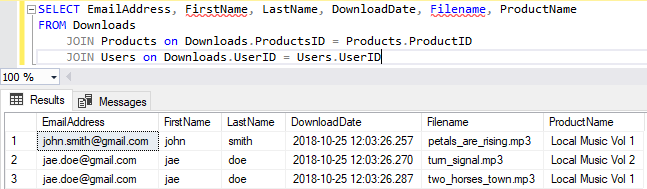 SELECT EmailAddress, FirstName, LastName, DownloadDate, Filename, ProductName
FROM Downloads
JOIN Products on Downloads.ProductsID = Products.ProductID
JOIN Users on Downloads.UserID = Users.UserID
100 %
Results Messages
EmailAddress FirstName LastName DownloadDate Filename ProductName
1 john.smith@gmail.com john smith 2018-10-25 12:03:26.257 petals_are_rising.mp3 Local Music Vol 1
2 jae.doe@gmail.com jae doe 2018-10-25 12:03:26.270 turn_signal.mp3 Local Music Vol 2
3 jae.doe@gmail.com jae doe 2018-10-25 12:03:26.287 two_horses_town.mp3 Local Music Vol 1